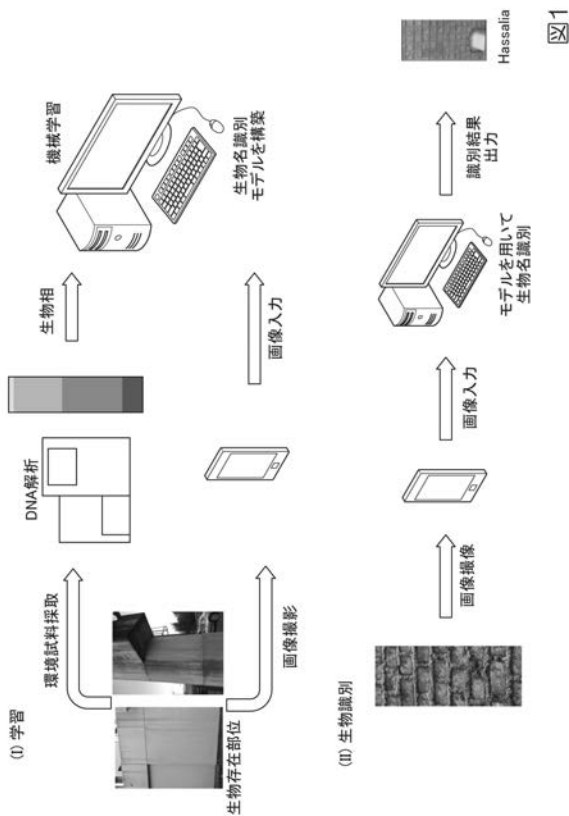 (I) 学習
生物存在部位
環境試料採取
画像撮影
DNA解析
生物相
画像入力
機械学習
生物名識別
モデルを構築
(II) 生物識別
画像撮像
画像入力
モデルを用いて
生物名識別
識別結果
出力
Hassalia
図1